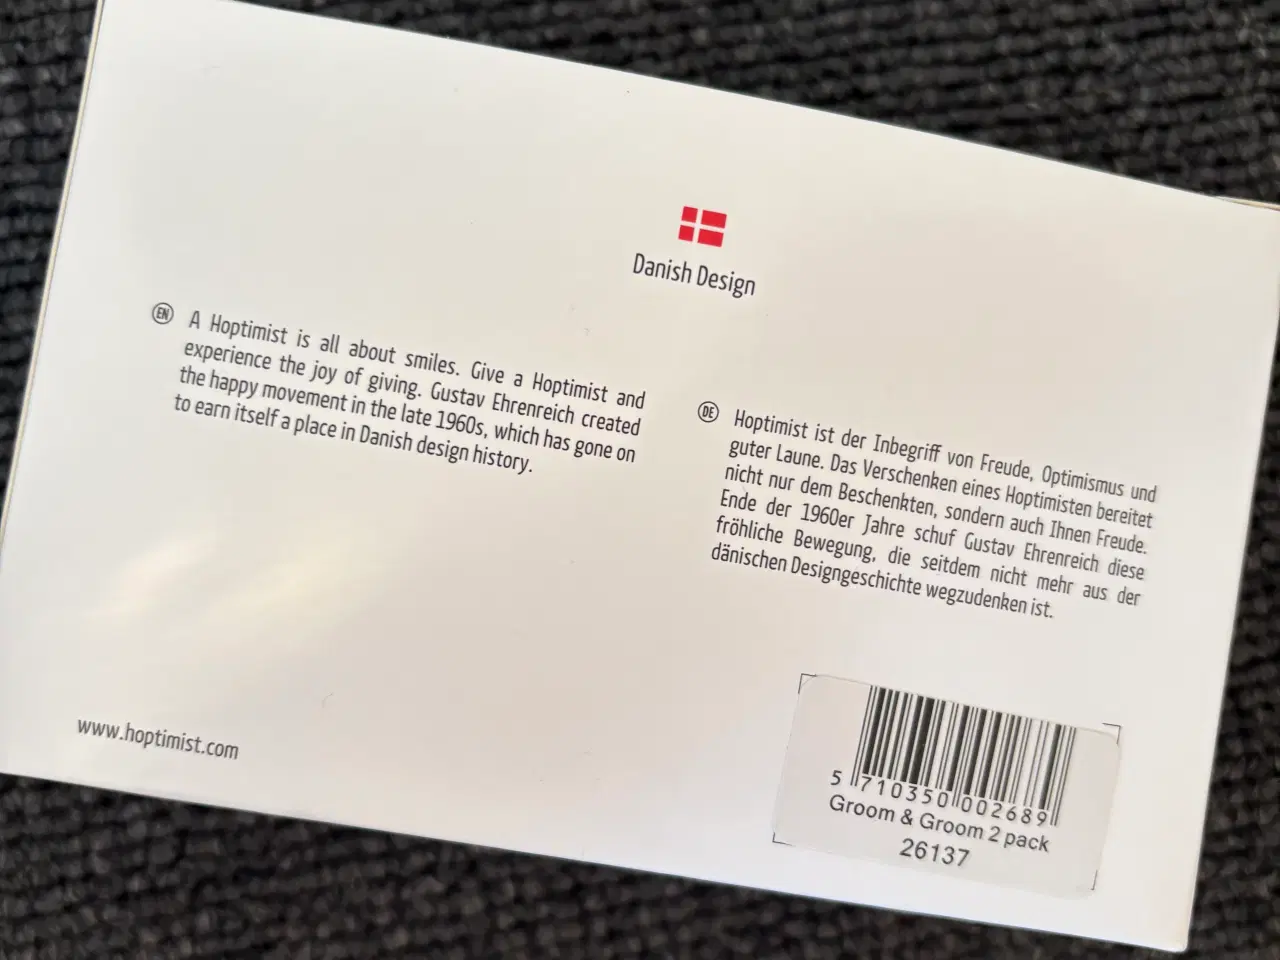 Danish Design
EN A Hoptimist is all about smiles. Give a Hoptimist and
experience the joy of giving. Gustav Ehrenreich created
the happy movement in the late 1960s, which has gone on
to earn itself a place in Danish design history.
DE Hoptimist ist der Inbegriff von Freude, Optimismus und
guter Laune. Das Verschenken eines Hoptimisten bereitet
nicht nur dem Beschenkten, sondern auch Ihnen Freude.
Ende der 1960er Jahre schuf Gustav Ehrenreich diese
fröhliche Bewegung, die seitdem nicht mehr aus der
dänischen Designgeschichte wegzudenken ist.
www.hoptimist.com
5 710350 002689
Groom & Groom 2 pack
26137